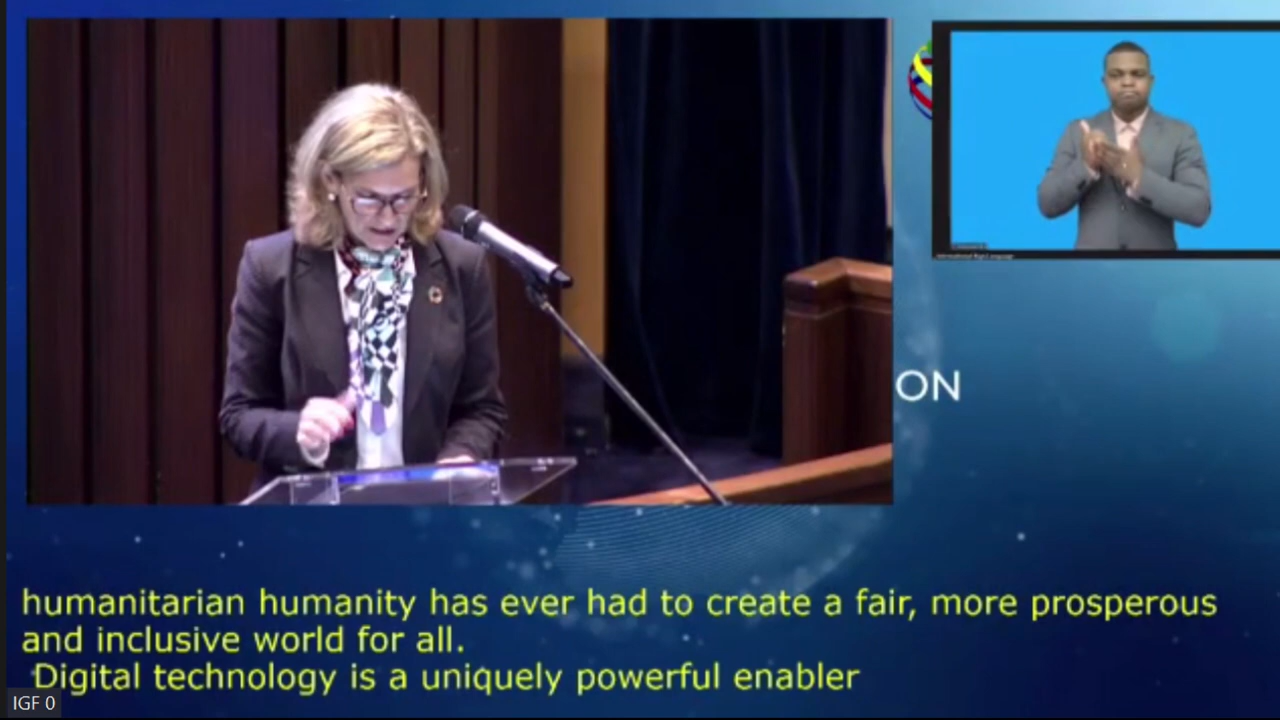 ON
humanitarian humanity has ever had to create a fair, more prosperous
and inclusive world for all.
Digital technology is a uniquely powerful enabler
IGF 0